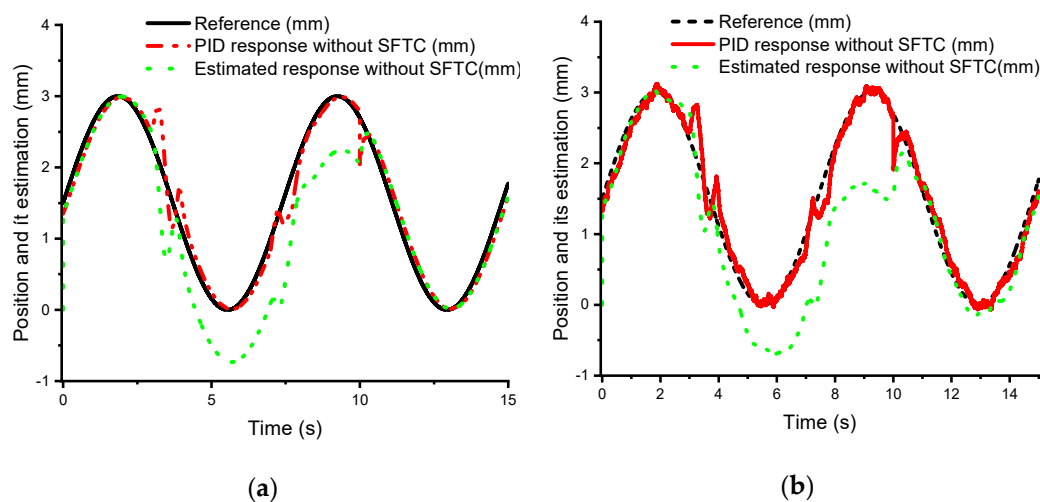 Reference (mm)
PID response without SFTC (mm)
Estimated response without SFTC(mm)
Position and lit estimation (mm)
4
3
2
1
0
-1
0
5
10
15
Time (s)
(a)
Reference (mm)
PID response without SFTC (mm)
Estimated response without SFTC(mm)
Position and its estimation (mm)
4
3
2
1
0
-1
0
2
4
6
8
10
12
14
Time (s)
(b)